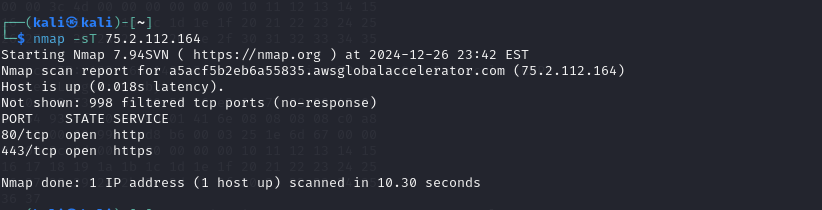 ┌──(kali㉿kali)-[~]
└─$ nmap -sT 75.2.112.164
Starting Nmap 7.94SVN ( https://nmap.org ) at 2024-12-26 23:42 EST
Nmap scan report for a5acf5b2eb6a55835.awsglobalaccelerator.com (75.2.112.164)
Host is up (0.018s latency).
Not shown: 998 filtered tcp ports (no-response)
PORT    STATE SERVICE
80/tcp  open  http
443/tcp open  https
Nmap done: 1 IP address (1 host up) scanned in 10.30 seconds